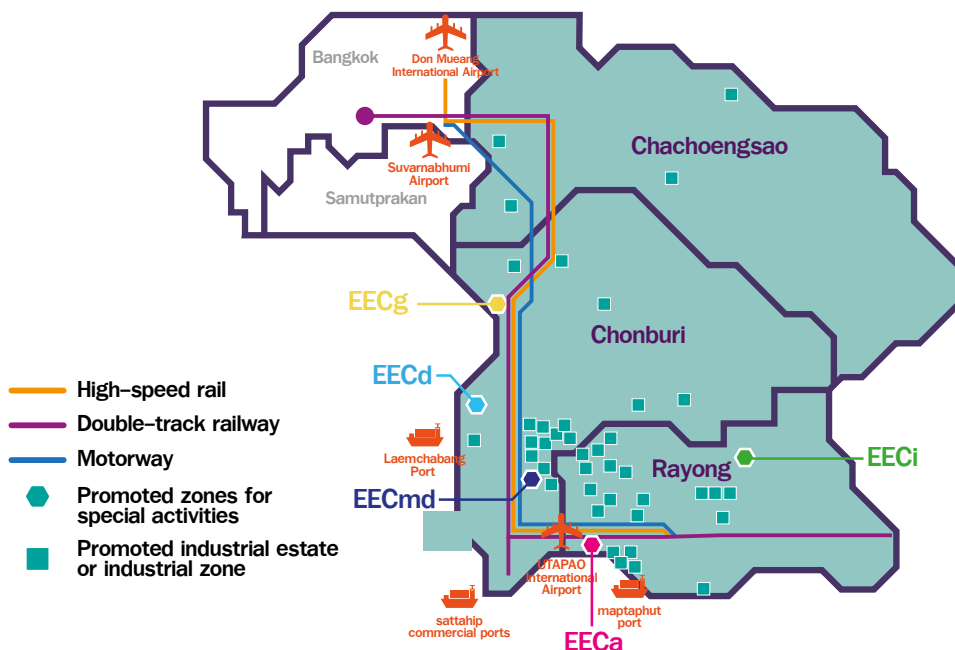 Bangkok
Don Mueang
International Airport
Chachoengsao
Suvarnabhumi
Airport
Samutprakan
EECg
Chonburi
EECd
High-speed rail
Double-track railway
Motorway
Promoted zones for
special activities
Promoted industrial estate
or industrial zone
Laemchabang
Port
Rayong
EECi
EECmd
UTAPAO
International
Airport
sattahip
commercial ports
maptaphut
port
EECa